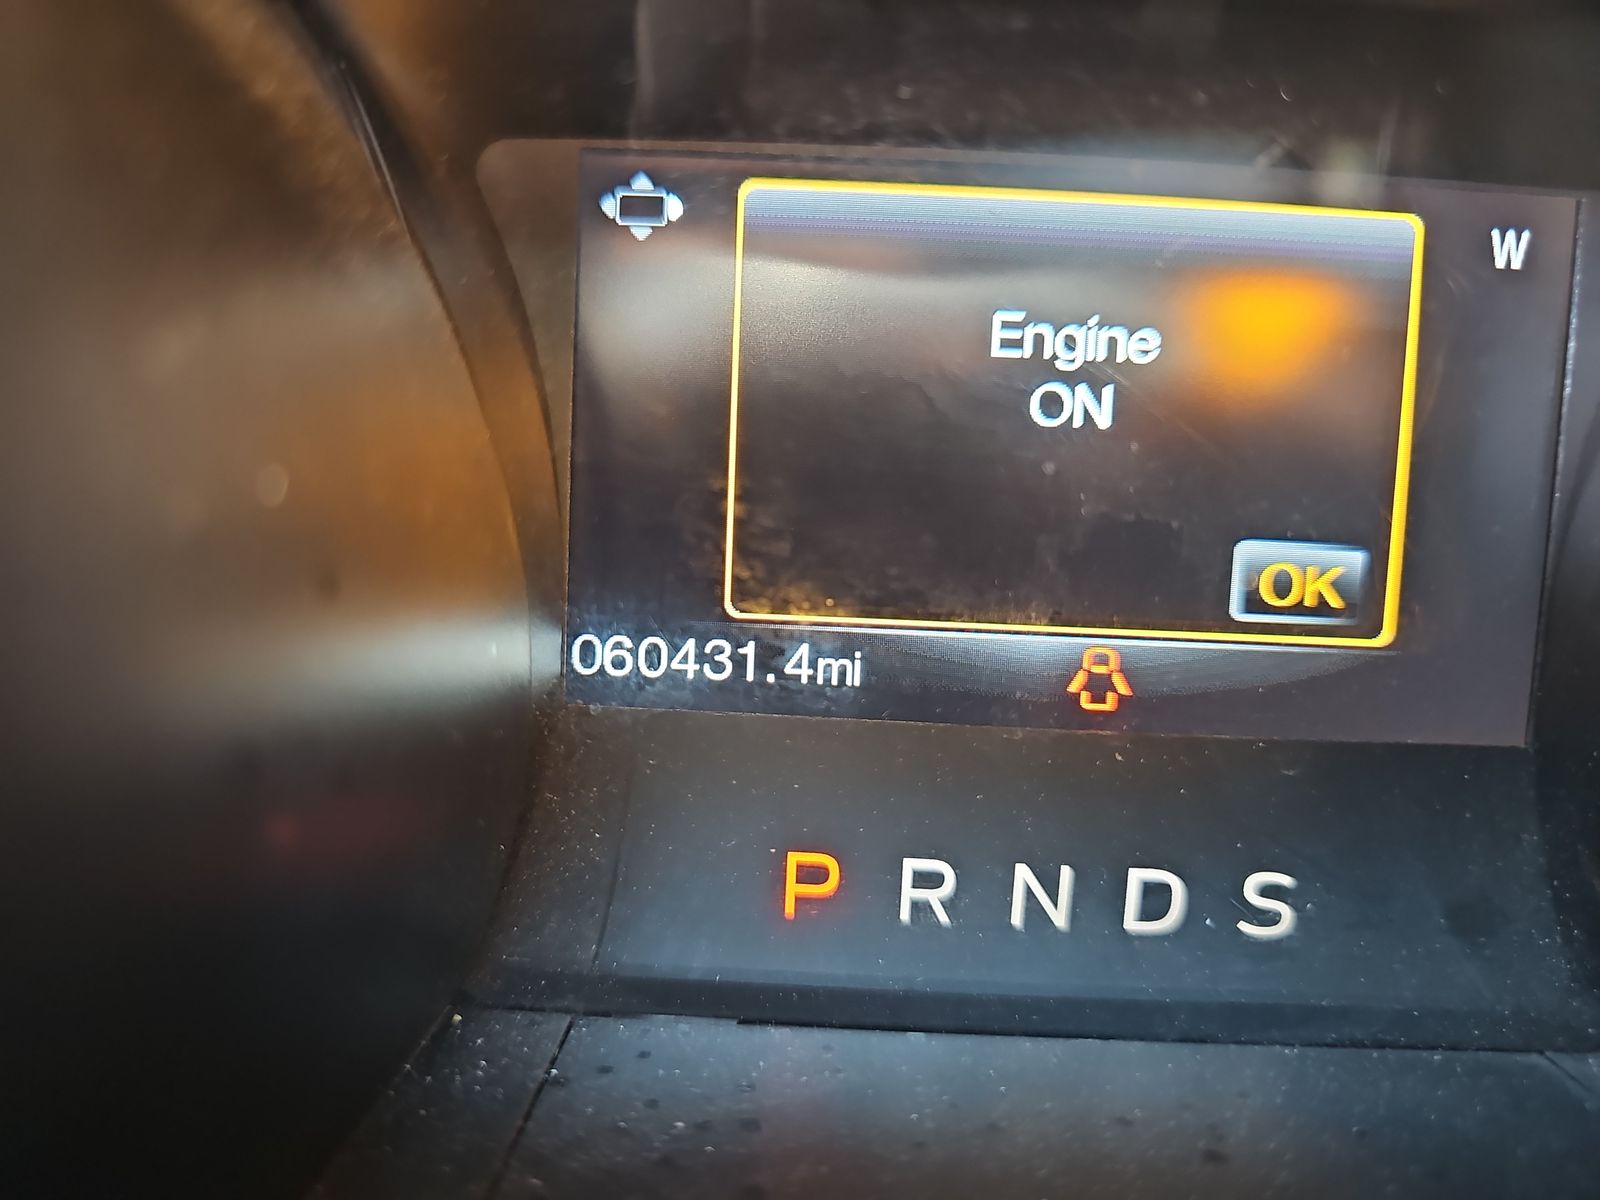 W
Engine
ON
OK
060431.4mi
P R N D S